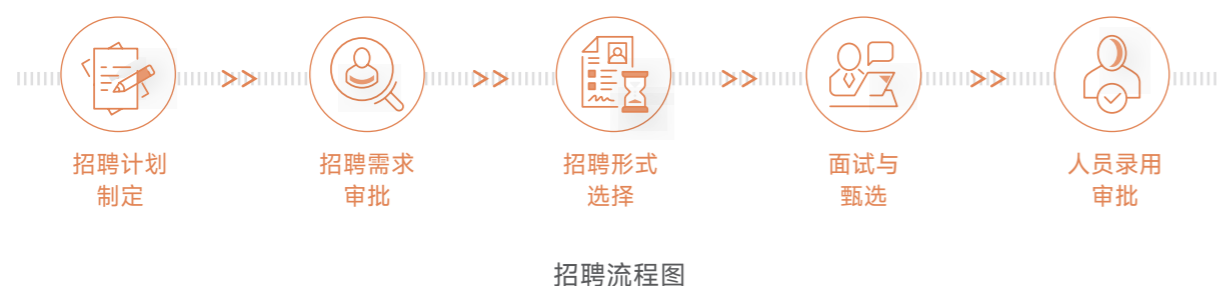 招聘计划
制定
招聘需求
审批
招聘形式
选择
面试与
甄选
人员录用
审批
招聘流程图